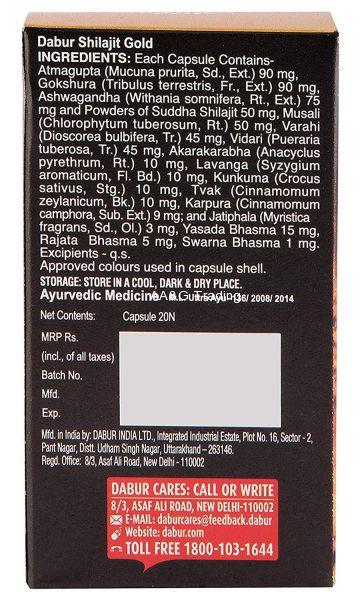 Dabur Shilajit Gold
INGREDIENTS: Each Capsule Contains-
Atmagupta (Mucuna prurita, Sd., Ext.) 90 mg,
Gokshura (Tribulus terrestris, Fr., Ext.) 90 mg,
Ashwagandha (Withania somnifera, Rt., Ext.) 75
mg and Powders of Suddha Shilajit 50 mg, Musali
(Chlorophytum tuberosum, Rt.) 50 mg, Varahi
(Dioscorea bulbifera, Tr.) 45 mg, Vidari (Pueraria
tuberosa, Tr.) 45 mg, Akarakarabha (Anacyclus
pyrethrum, Rt.) 10 mg, Lavanga (Syzygium
aromaticum, Fl. Bd.) 10 mg, Kunkuma (Crocus
sativus, Stg.) 10 mg, Tvak (Cinnamomum
zeylanicum, Bk.) 10 mg, Karpura (Cinnamomum
camphora, Sub. Ext.) 9 mg; and Jatiphala (Myristica
fragrans, Sd., Ol.) 3 mg, Yasada Bhasma 15 mg,
Rajata Bhasma 5 mg, Swarna Bhasma 1 mg.
Excipients - q.s.
Approved colours used in capsule shell.
STORAGE: STORE IN A COOL, DARK & DRY PLACE.
Ayurvedic Medicine 2008/ 2014
Trading
Net Contents: Capsule 20N
MRP Rs.
(incl., of all taxes)
Batch No.
Mfd.
Exp.
Mfd. in India by: DABUR INDIA LTD., Integrated Industrial Estate, Plot No. 16, Sector - 2,
Pant Nagar, Distt. Udham Singh Nagar, Uttarakhand – 263146.
Regd. Office: 8/3, Asaf Ali Road, New Delhi - 110002
DABUR CARES: CALL OR WRITE
8/3, ASAF ALI ROAD, NEW DELHI-110002
E-MAIL: daburcares@feedback.dabur
Website: dabur.com
TOLL FREE 1800-103-1644